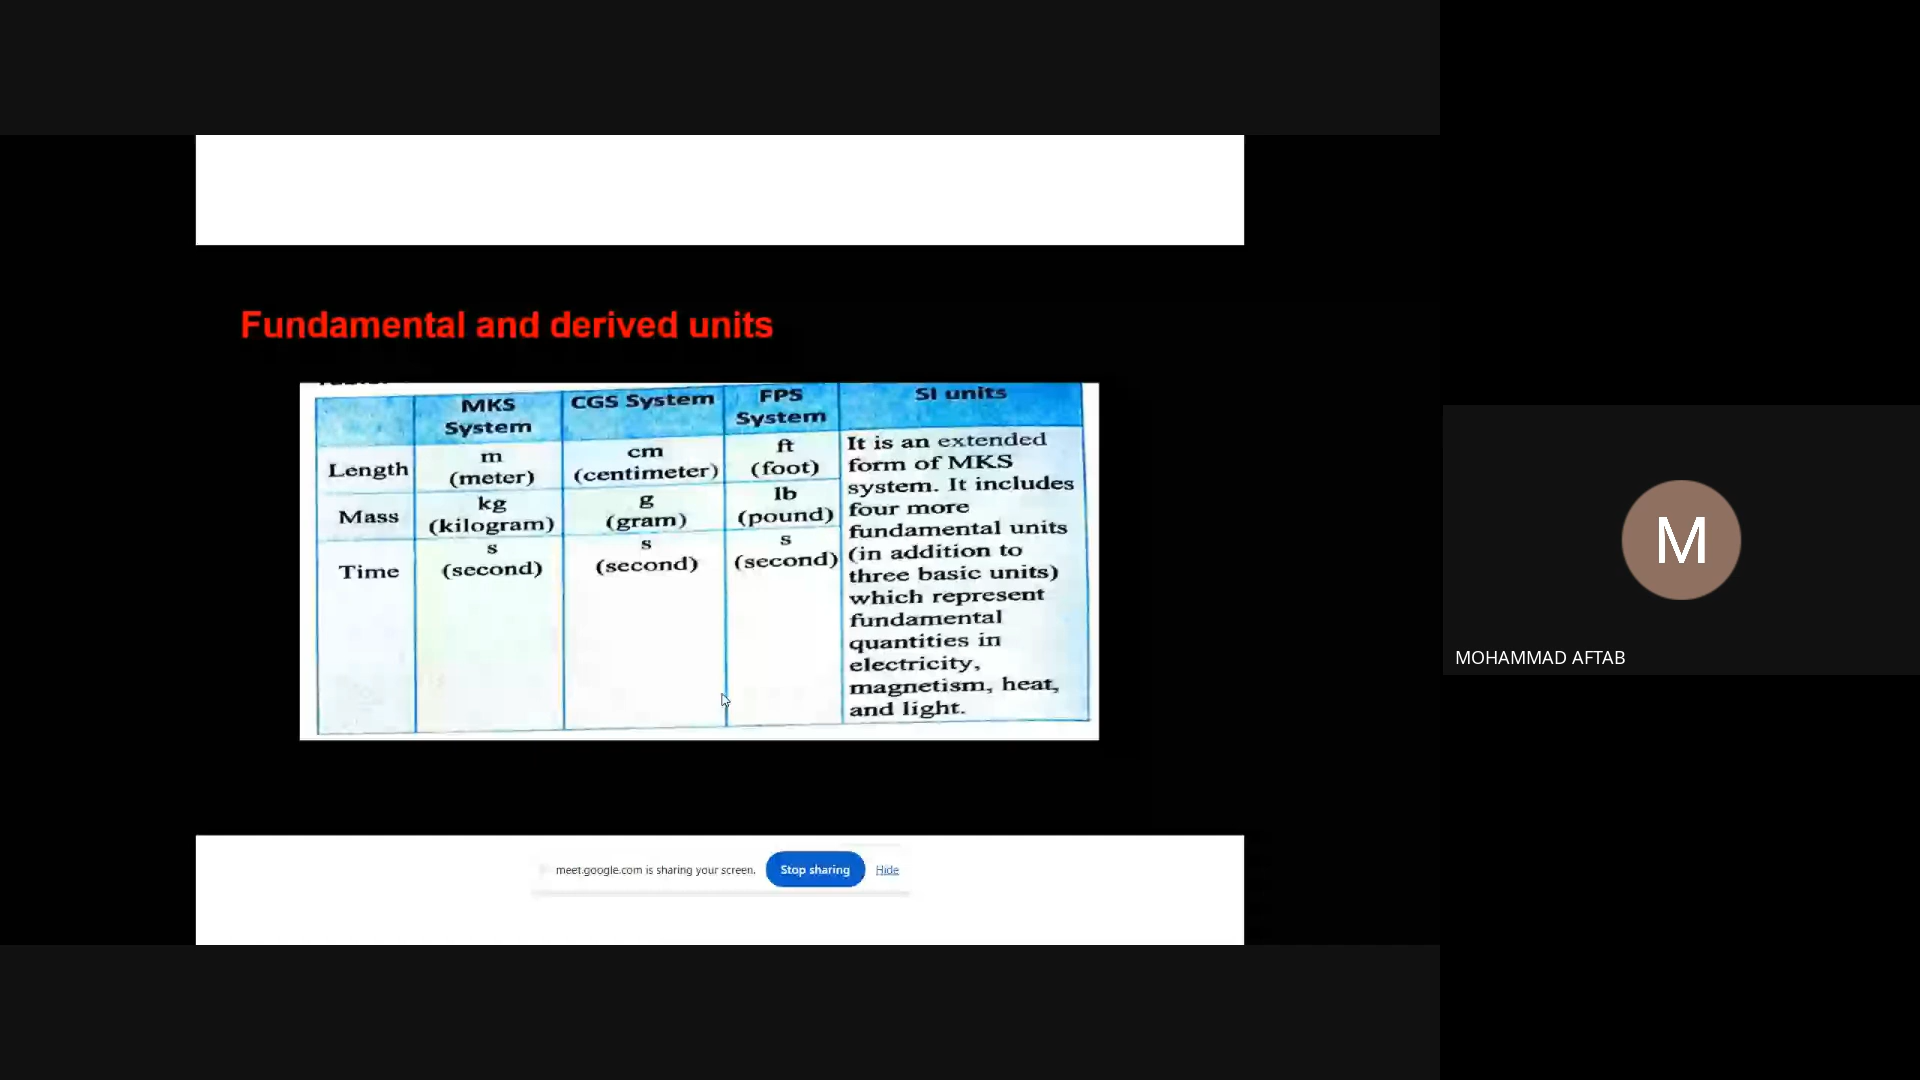 Fundamental and derived units
MKS
System
CGS System
FPS
System
SI units
Length
m
(meter)
cm
(centimeter)
ft
(foot)
Mass
kg
(kilogram)
g
(gram)
lb
(pound)
Time
s
(second)
s
(second)
s
(second)
It is an extended
form of MKS
system. It includes
four more
fundamental units
(in addition to
three basic units)
which represent
fundamental
quantities in
electricity,
magnetism, heat,
and light.
meet.google.com is sharing your screen.
Stop sharing
Hide
M
MOHAMMAD AFTAB